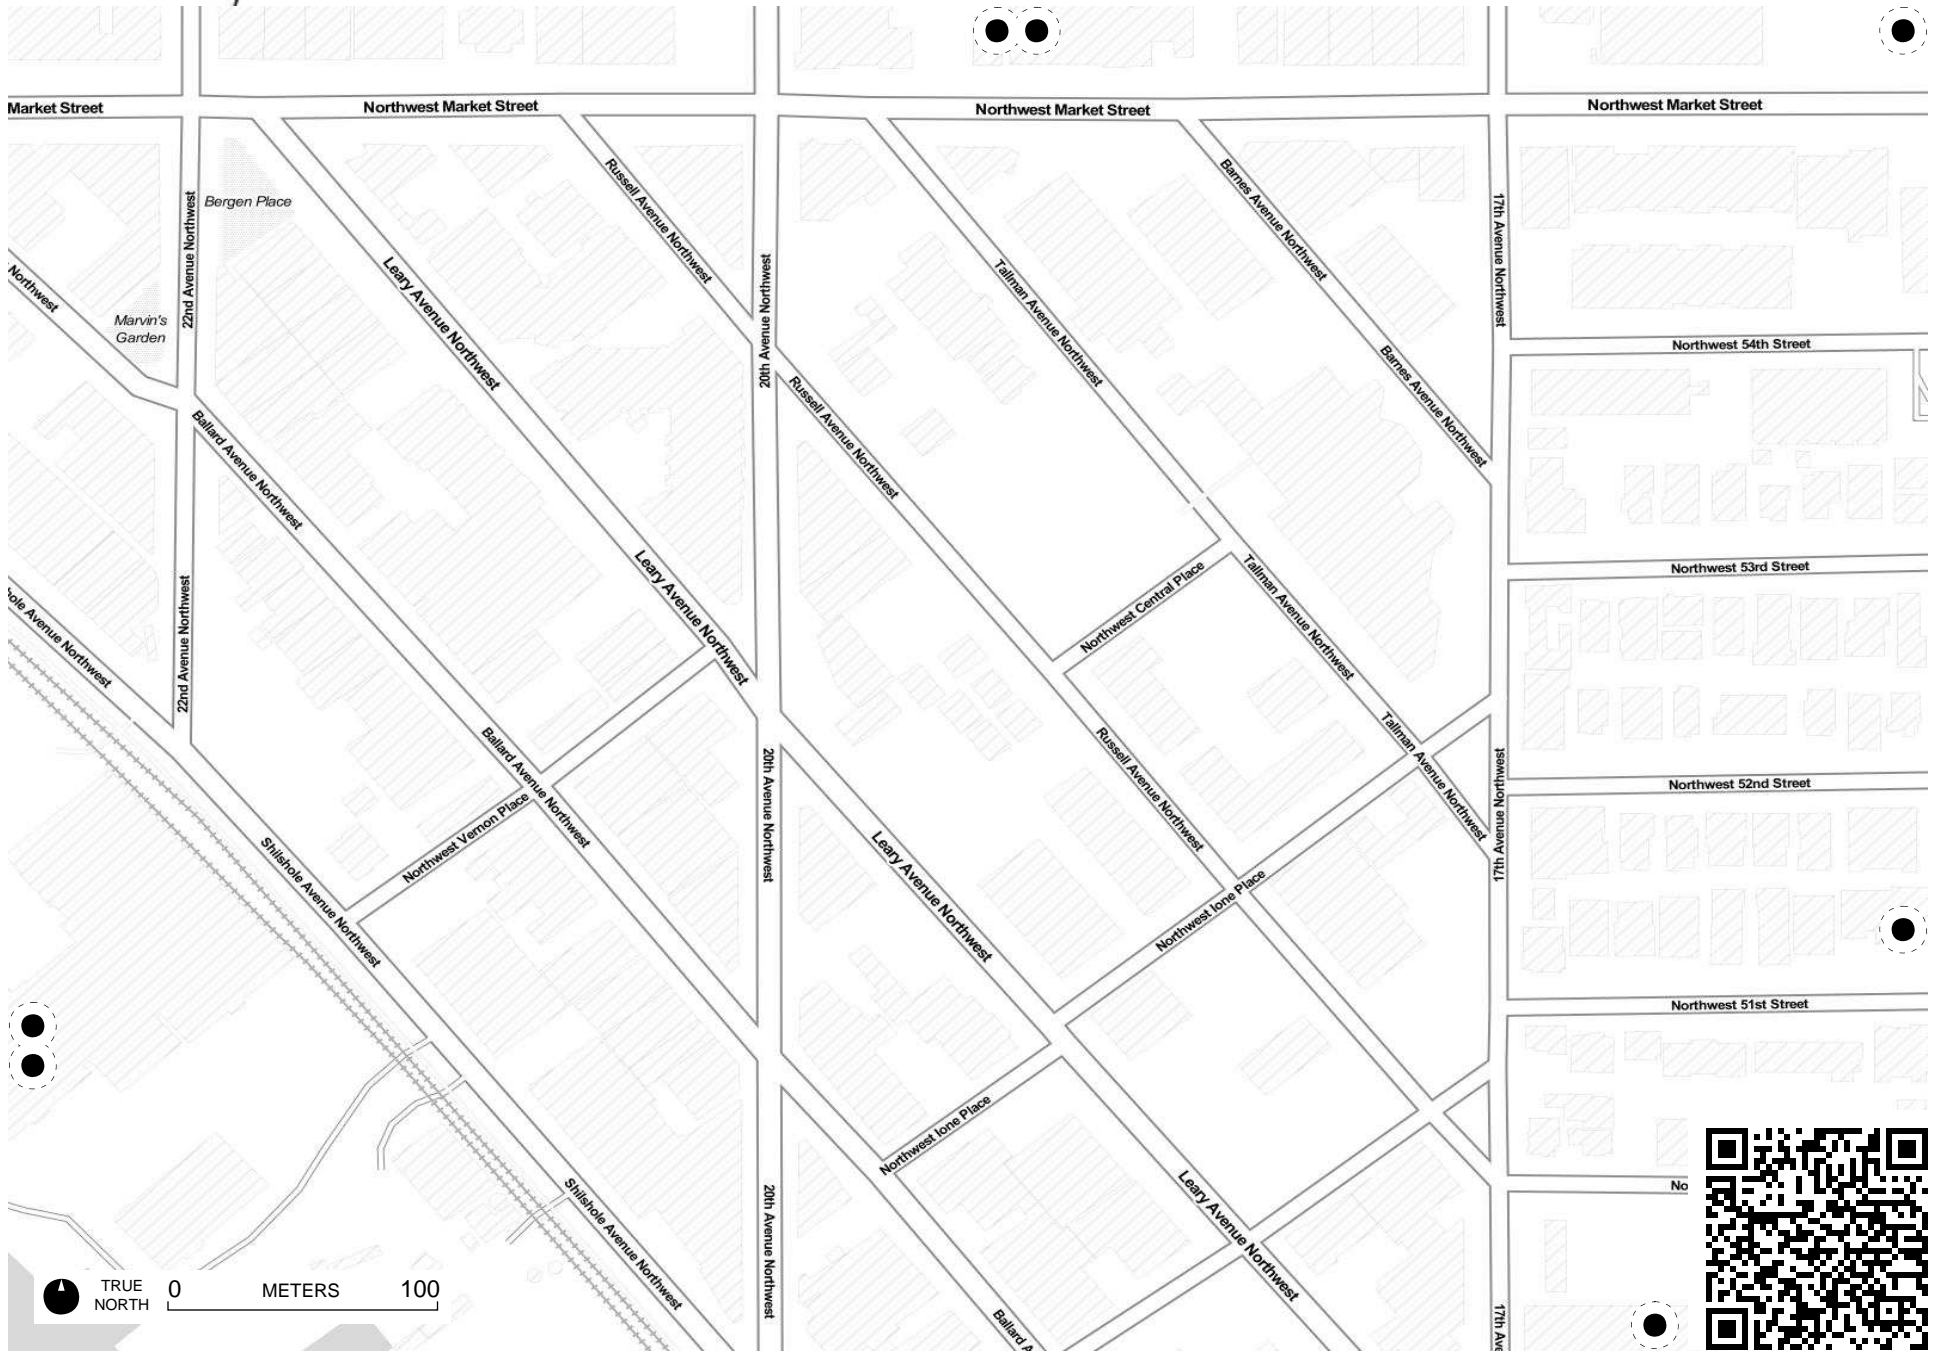 Market Street
Northwest Market Street
Northwest Market Street
Northwest Market Street
Bergen Place
22nd Avenue Northwest
Russell Avenue Northwest
Barnes Avenue Northwest
17th Avenue Northwest
Northwest
Leary Avenue Northwest
20th Avenue Northwest
Tallman Avenue Northwest
Marvin's
Garden
Northwest 54th Street
Barnes Avenue Northwest
Russell Avenue Northwest
Ballard Avenue Northwest
Leary Avenue Northwest
Northwest Central Place
Tallman Avenue Northwest
Northwest 53rd Street
hole Avenue Northwest
22nd Avenue Northwest
Ballard Avenue Northwest
Northwest Vernon Place
20th Avenue Northwest
Russell Avenue Northwest
Tallman Avenue Northwest
17th Avenue Northwest
Northwest 52nd Street
Shilshole Avenue Northwest
Leary Avenue Northwest
Northwest Ione Place
Northwest 51st Street
Northwest Ione Place
Shilshole Avenue Northwest
20th Avenue Northwest
Leary Avenue Northwest
No
Ballard A
17th Ave
TRUE
NORTH
0 METERS 100